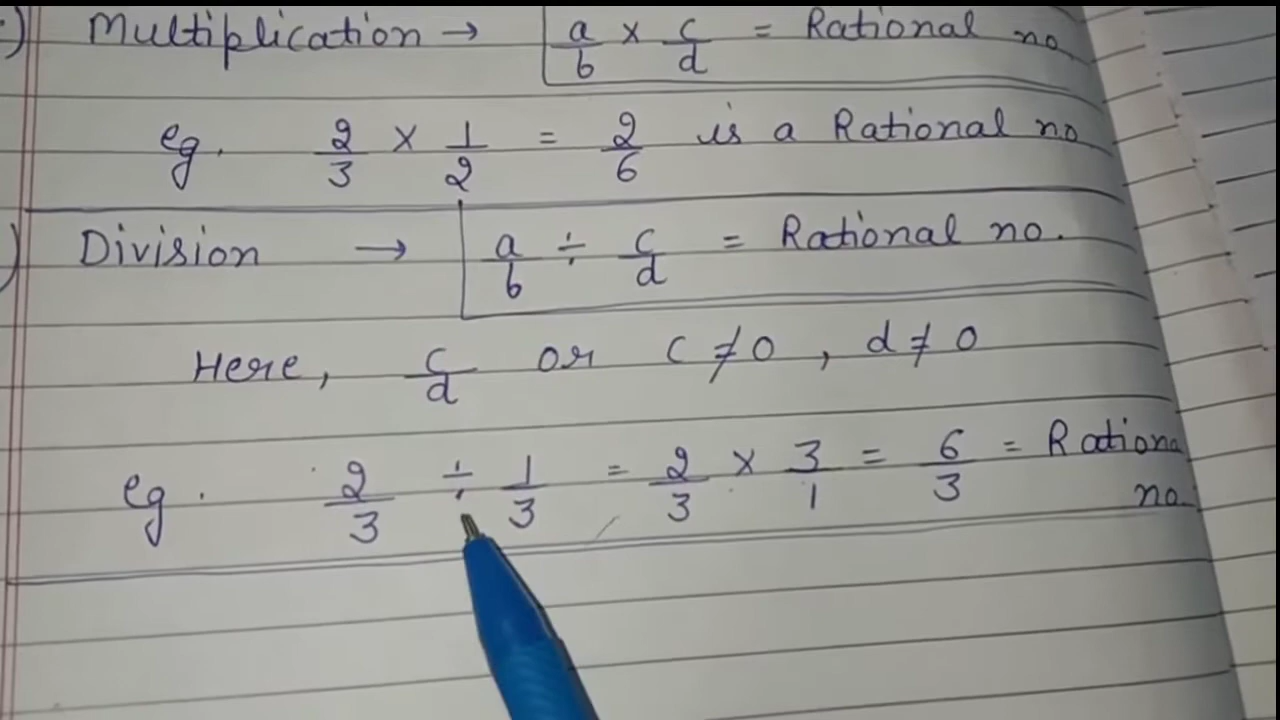 Multiplication → a/b × c/d = Rational no.
eg. 2/3 × 1/2 = 2/6 is a Rational no
Division → a/b ÷ c/d = Rational no.
Here, c/d or c ≠ 0, d ≠ 0
eg. 2/3 ÷ 1/3 = 2/3 × 3/1 = 6/3 = Rationa
no.